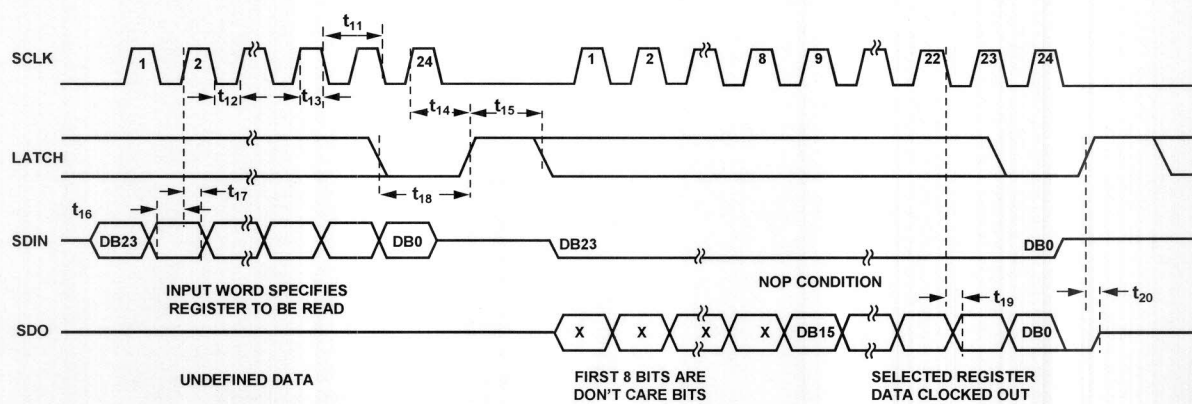 t11
SCLK
1
2
24
1
2
8
9
22
23
24
t12
t13
t14
t15
LATCH
t18
t17
t16
SDIN
DB23
DB0
DB23
DB0
INPUT WORD SPECIFIES
REGISTER TO BE READ
NOP CONDITION
t19
t20
SDO
X
X
X
X
DB15
DB0
UNDEFINED DATA
FIRST 8 BITS ARE
DON'T CARE BITS
SELECTED REGISTER
DATA CLOCKED OUT